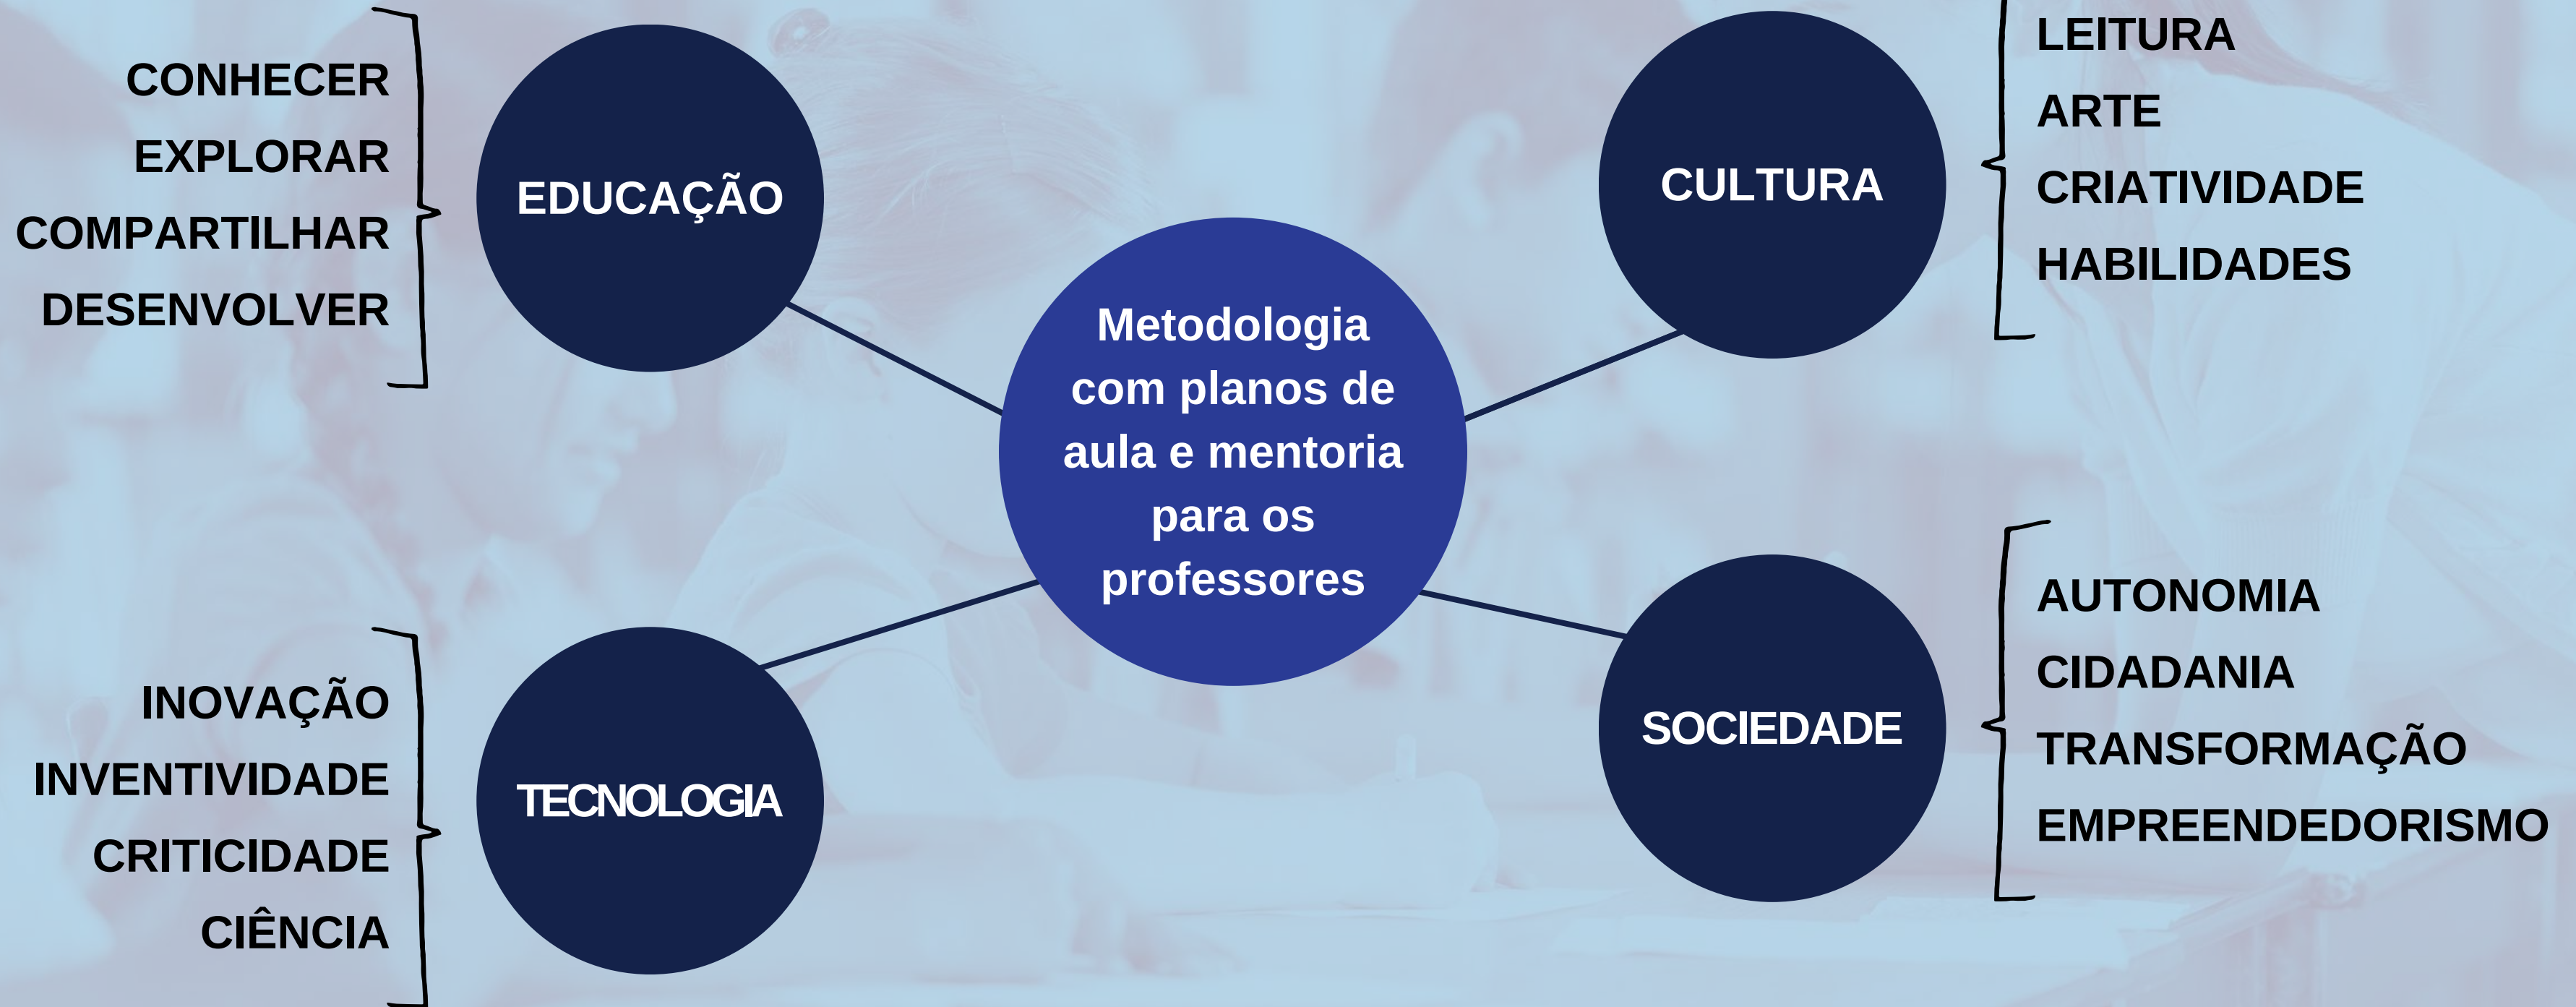 CONHECER
EXPLORAR
COMPARTILHAR
DESENVOLVER
EDUCAÇÃO
CULTURA
LEITURA
ARTE
CRIATIVIDADE
HABILIDADES
Metodologia
com planos de
aula e mentoria
para os
professores
INOVAÇÃO
INVENTIVIDADE
CRITICIDADE
CIÊNCIA
TECNOLOGIA
SOCIEDADE
AUTONOMIA
CIDADANIA
TRANSFORMAÇÃO
EMPREENDEDORISMO